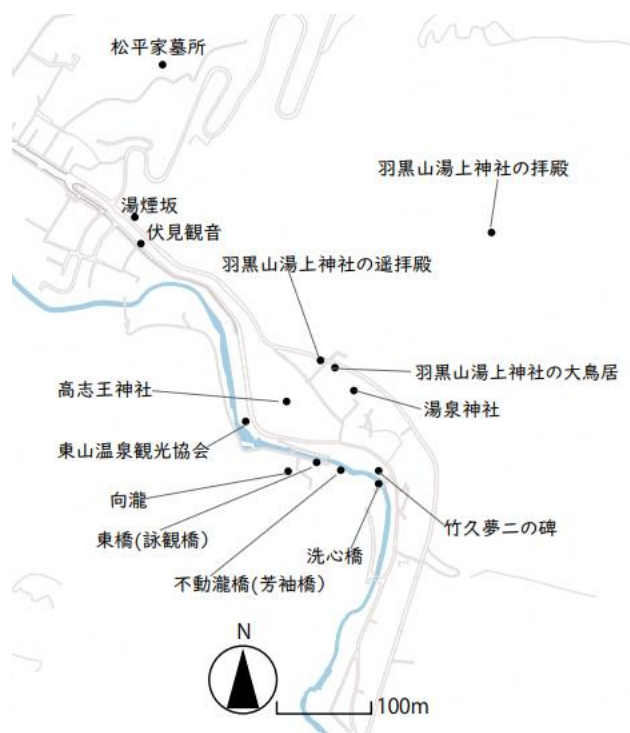 松平家墓所
羽黒山湯上神社の拝殿
湯煙坂
伏見観音
羽黒山湯上神社の遥拝殿
羽黒山湯上神社の大鳥居
高志王神社
湯泉神社
東山温泉観光協会
向瀧
竹久夢二の碑
東橋(詠観橋)
洗心橋
不動瀧橋(芳袖橋)
N
100m